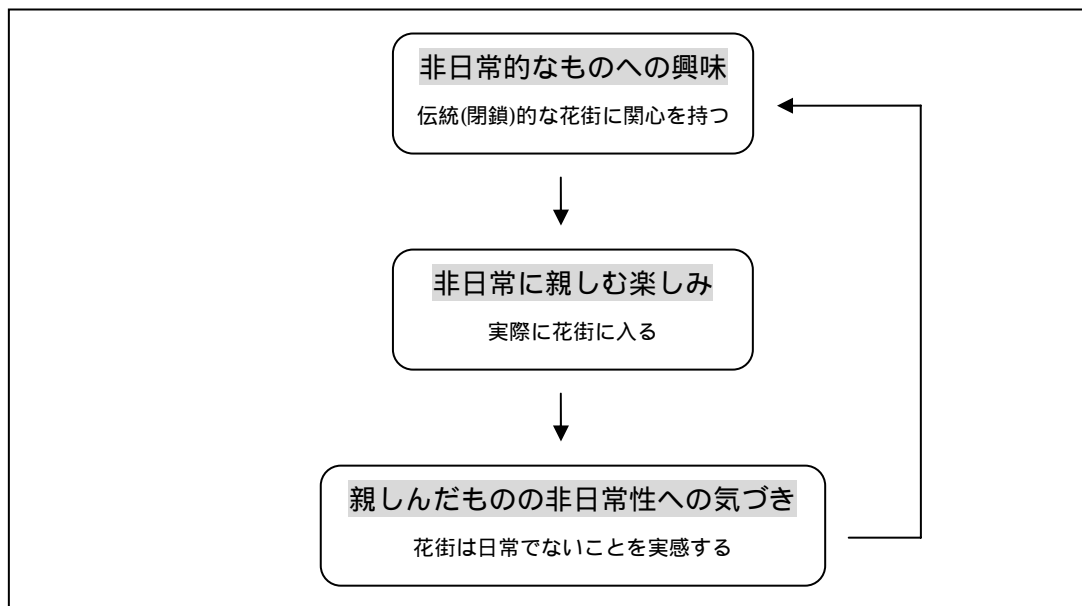 非日常的なものへの興味
伝統(閉鎖)的な花街に関心を持つ
非日常に親しむ楽しみ
実際に花街に入る
親しんだものの非日常性への気づき
花街は日常でないことを実感する